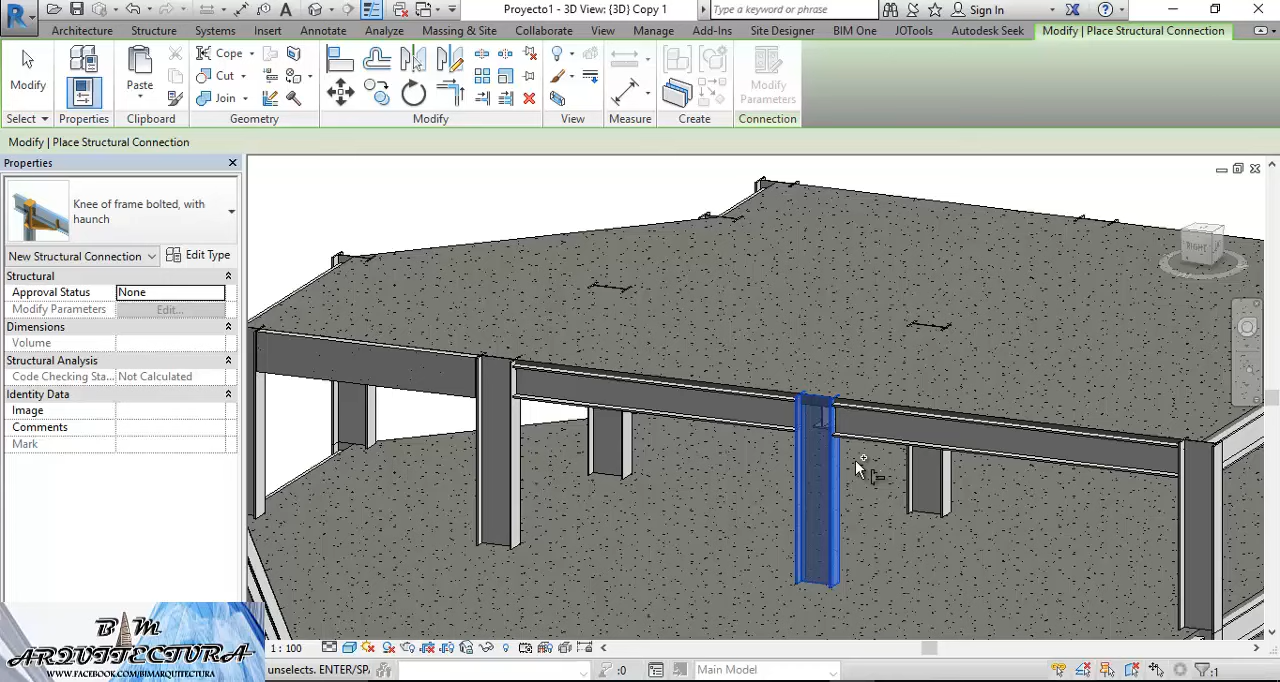 Proyecto1 - 3D View: {3D} Copy 1
Type a keyword or phrase
Sign In
Architecture Structure Systems Insert Annotate Analyze Massing & Site Collaborate View Manage Add-Ins Site Designer BIM One JOTools Autodesk Seek Modify | Place Structural Connection
Modify
Paste
Cope
Cut
Join
Modify Parameters
Select Properties Clipboard Geometry Modify View Measure Create Connection
Modify | Place Structural Connection
Properties
Knee of frame bolted, with
haunch
New Structural Connection Edit Type
Structural
Approval Status None
Modify Parameters Edit...
Dimensions
Volume
Structural Analysis
Code Checking Sta... Not Calculated
Identity Data
Image
Comments
Mark
RIGHT
BIM
ARQUITECTURA
WWW.FACEBOOK.COM/BIMARQUITECTURA
1 : 100
unselects. ENTER/SP, :0 Main Model :1